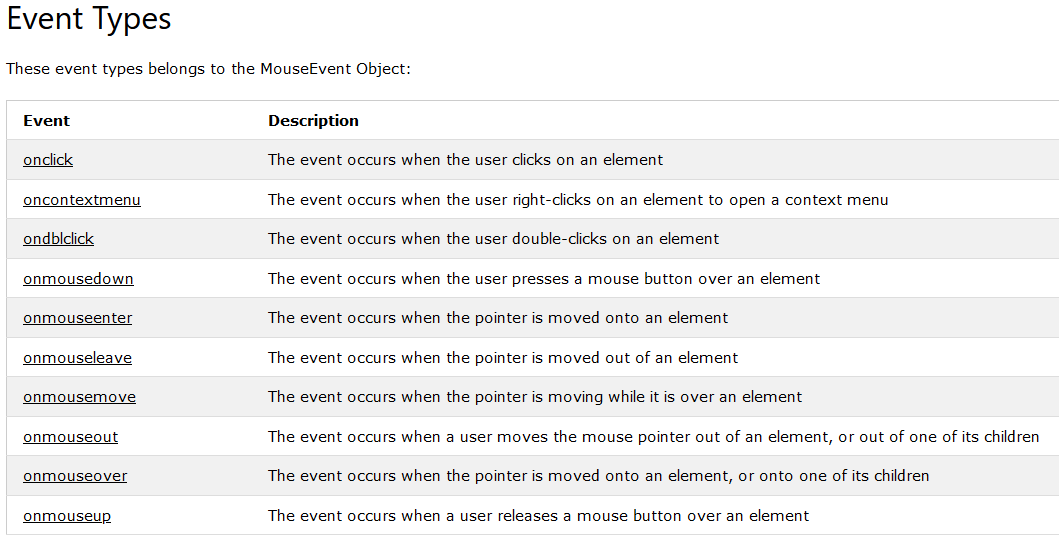 Event Types
These event types belongs to the MouseEvent Object:
Event Description
onclick The event occurs when the user clicks on an element
oncontextmenu The event occurs when the user right-clicks on an element to open a context menu
ondblclick The event occurs when the user double-clicks on an element
onmousedown The event occurs when the user presses a mouse button over an element
onmouseenter The event occurs when the pointer is moved onto an element
onmouseleave The event occurs when the pointer is moved out of an element
onmousemove The event occurs when the pointer is moving while it is over an element
onmouseout The event occurs when a user moves the mouse pointer out of an element, or out of one of its children
onmouseover The event occurs when the pointer is moved onto an element, or onto one of its children
onmouseup The event occurs when a user releases a mouse button over an element